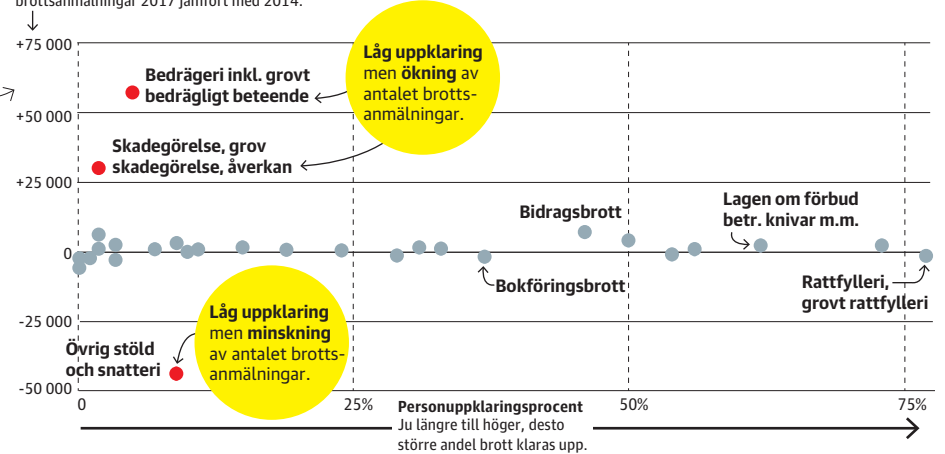 brottsanmälningar 2017 jämfört med 2014.
+75 000
Bedrägeri inkl. grovt
bedrägligt beteende
Låg uppklaring
men ökning av
antalet brotts-
anmälningar.
+50 000
Skadegörelse, grov
skadegörelse, åverkan
+25 000
Bidragsbrott
Lagen om förbud
betr. knivar m.m.
0
Bokföringsbrott
Rattfylleri,
grovt rattfylleri
-25 000
Låg uppklaring
men minskning
av antalet brotts-
anmälningar.
Övrig stöld
och snatteri
-50 000
0
25%
50%
75%
Personuppklaringsprocent
Ju längre till höger, desto
större andel brott klaras upp.